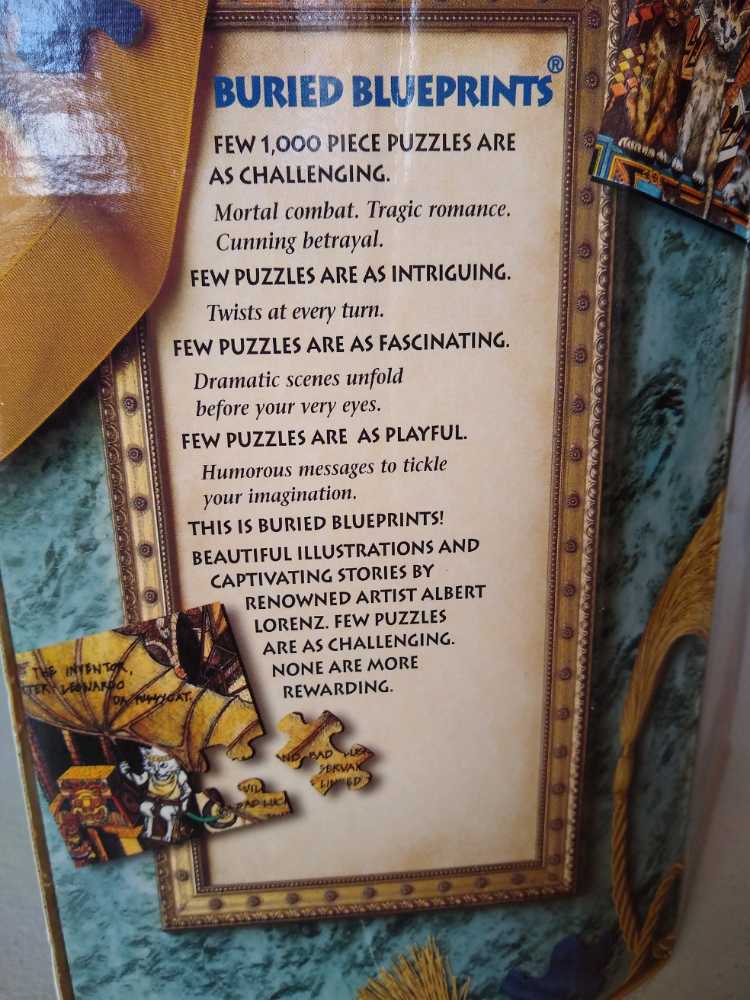 BURIED BLUEPRINTS®
FEW 1,000 PIECE PUZZLES ARE
AS CHALLENGING.
Mortal combat. Tragic romance.
Cunning betrayal.
FEW PUZZLES ARE AS INTRIGUING.
Twists at every turn.
FEW PUZZLES ARE AS FASCINATING.
Dramatic scenes unfold
before your very eyes.
FEW PUZZLES ARE AS PLAYFUL.
Humorous messages to tickle
your imagination.
THIS IS BURIED BLUEPRINTS!
BEAUTIFUL ILLUSTRATIONS AND
CAPTIVATING STORIES BY
RENOWNED ARTIST ALBERT
LORENZ. FEW PUZZLES
ARE AS CHALLENGING.
NONE ARE MORE
REWARDING.
THE INVENTOR,
LEONARDO
DA
BAD